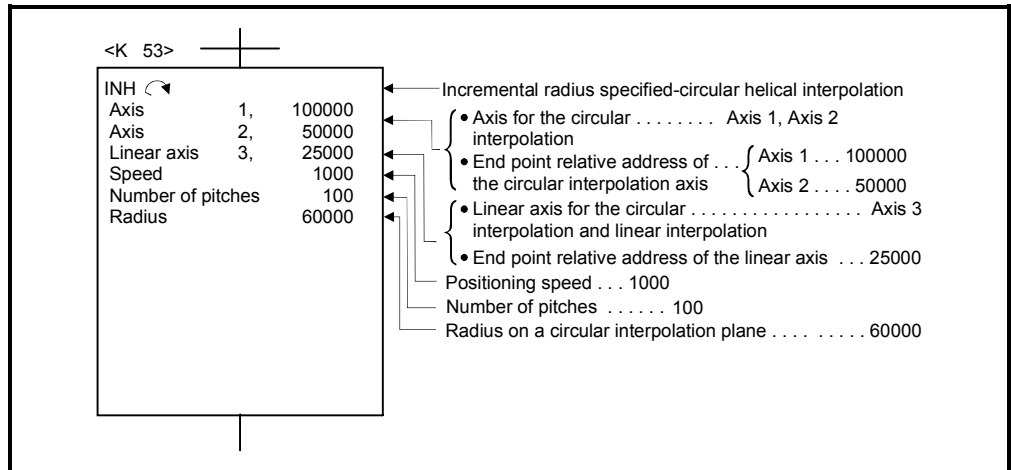 <K 53>
INH
Axis 1, 100000
Axis 2, 50000
Linear axis 3, 25000
Speed 1000
Number of pitches 100
Radius 60000
Incremental radius specified-circular helical interpolation
• Axis for the circular . . . . . . . . Axis 1, Axis 2
interpolation
• End point relative address of . . . Axis 1 . . . 100000
the circular interpolation axis Axis 2 . . . . 50000
• Linear axis for the circular . . . . . . . . . . . . . . . . . Axis 3
interpolation and linear interpolation
• End point relative address of the linear axis . . . 25000
Positioning speed . . . 1000
Number of pitches . . . . . . 100
Radius on a circular interpolation plane . . . . . . . . . . 60000